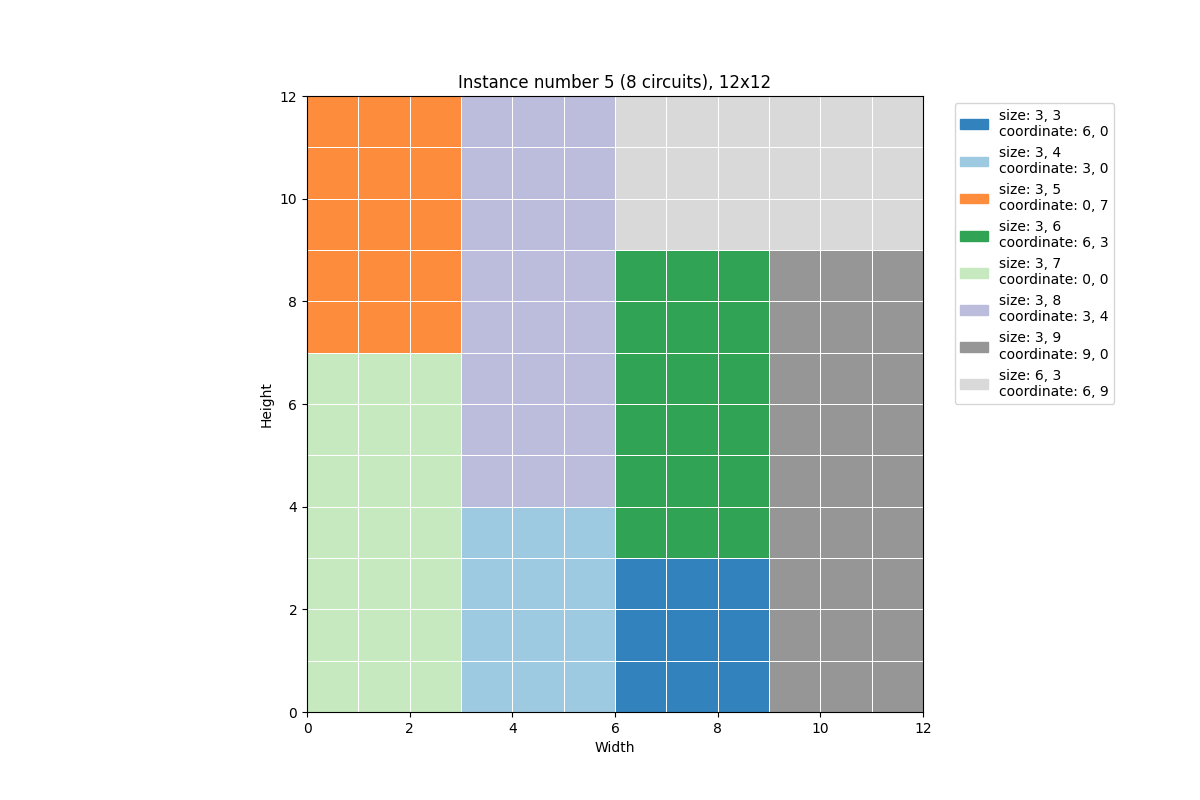 Instance number 5 (8 circuits), 12x12
12
10
8
6
4
2
0
Height
0 2 4 6 8 10 12
Width
size: 3, 3
coordinate: 6, 0
size: 3, 4
coordinate: 3, 0
size: 3, 5
coordinate: 0, 7
size: 3, 6
coordinate: 6, 3
size: 3, 7
coordinate: 0, 0
size: 3, 8
coordinate: 3, 4
size: 3, 9
coordinate: 9, 0
size: 6, 3
coordinate: 6, 9